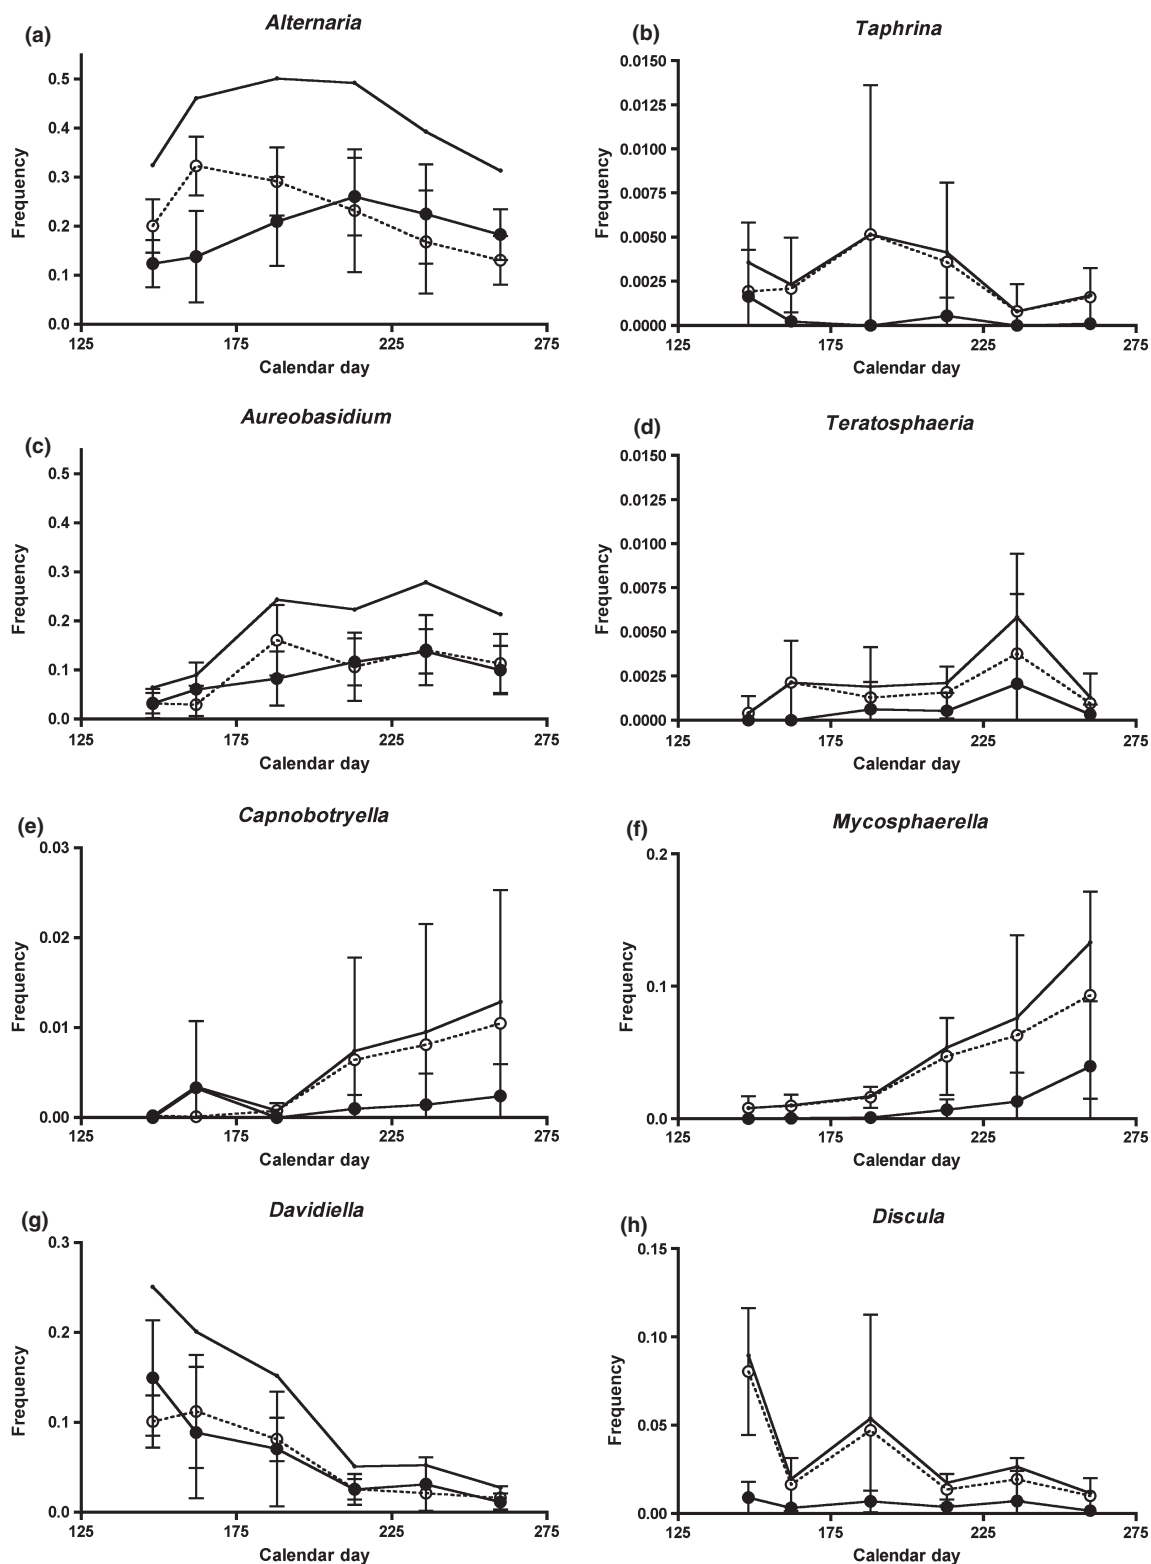 (a)
Alternaria
0.5
0.4
0.3
0.2
0.1
0.0
Frequency
125 175 225 275
Calendar day
(b)
Taphrina
0.0150
0.0125
0.0100
0.0075
0.0050
0.0025
0.0000
Frequency
125 175 225 275
Calendar day
(c)
Aureobasidium
0.5
0.4
0.3
0.2
0.1
0.0
Frequency
125 175 225 275
Calendar day
(d)
Teratosphaeria
0.0150
0.0125
0.0100
0.0075
0.0050
0.0025
0.0000
Frequency
125 175 225 275
Calendar day
(e)
Capnobotryella
0.03
0.02
0.01
0.00
Frequency
125 175 225 275
Calendar day
(f)
Mycosphaerella
0.2
0.1
0.0
Frequency
125 175 225 275
Calendar day
(g)
Davidiella
0.3
0.2
0.1
0.0
Frequency
125 175 225 275
Calendar day
(h)
Discula
0.15
0.10
0.05
0.00
Frequency
125 175 225 275
Calendar day